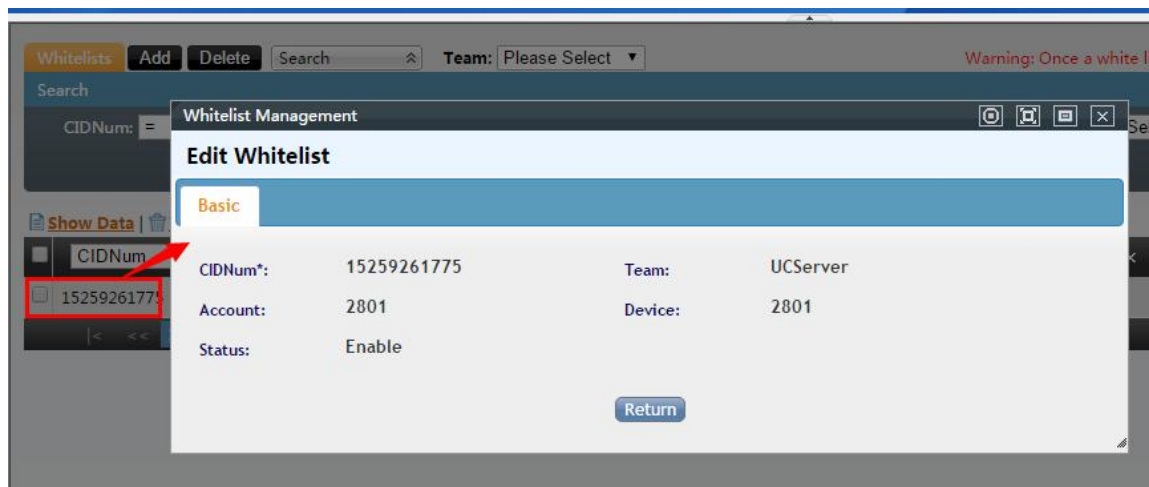 Whitelists Add Delete Search Team: Please Select Warning: Once a white l
Search
Whitelist Management
CIDNum: = Se
Edit Whitelist
Basic
Show Data |
CIDNum
CIDNum*: 15259261775 Team: UCServer
15259261775
Account: 2801 Device: 2801
|< <<
Status: Enable
Return